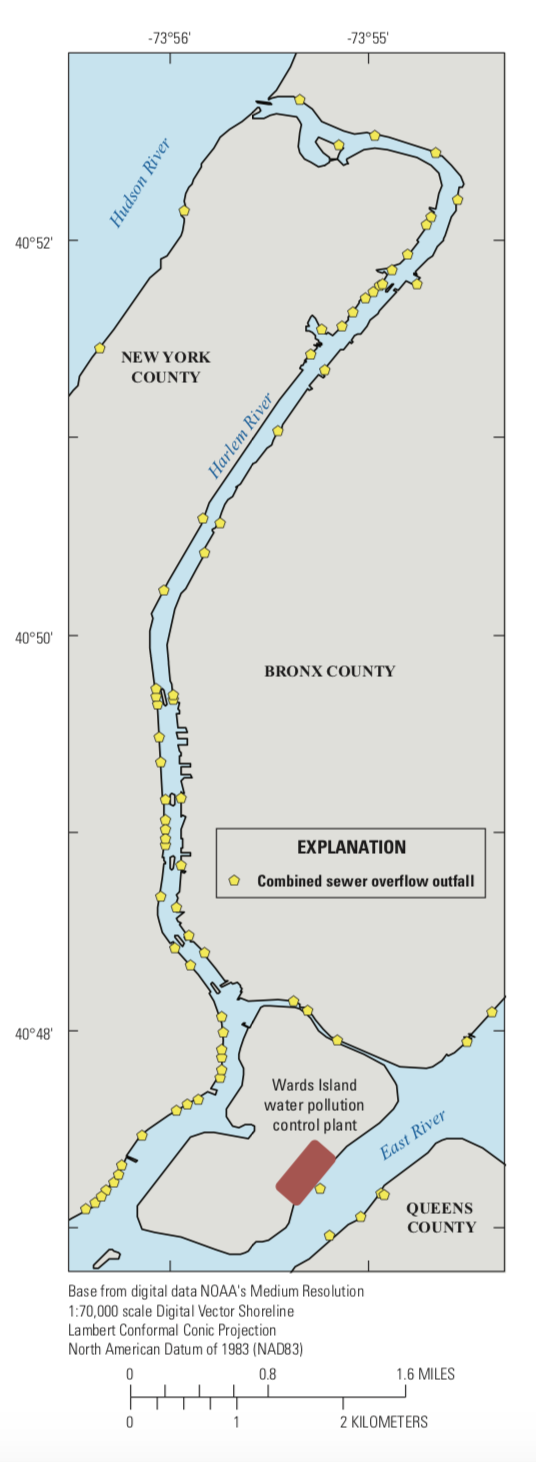 -73°56'
-73°55'
Hudson River
40°52'
NEW YORK
COUNTY
Harlem River
40°50'
BRONX COUNTY
EXPLANATION
Combined sewer overflow outfall
40°48'
Wards Island
water pollution
control plant
East River
QUEENS
COUNTY
Base from digital data NOAA's Medium Resolution
1:70,000 scale Digital Vector Shoreline
Lambert Conformal Conic Projection
North American Datum of 1983 (NAD83)
0 0.8 1.6 MILES
0 1 2 KILOMETERS